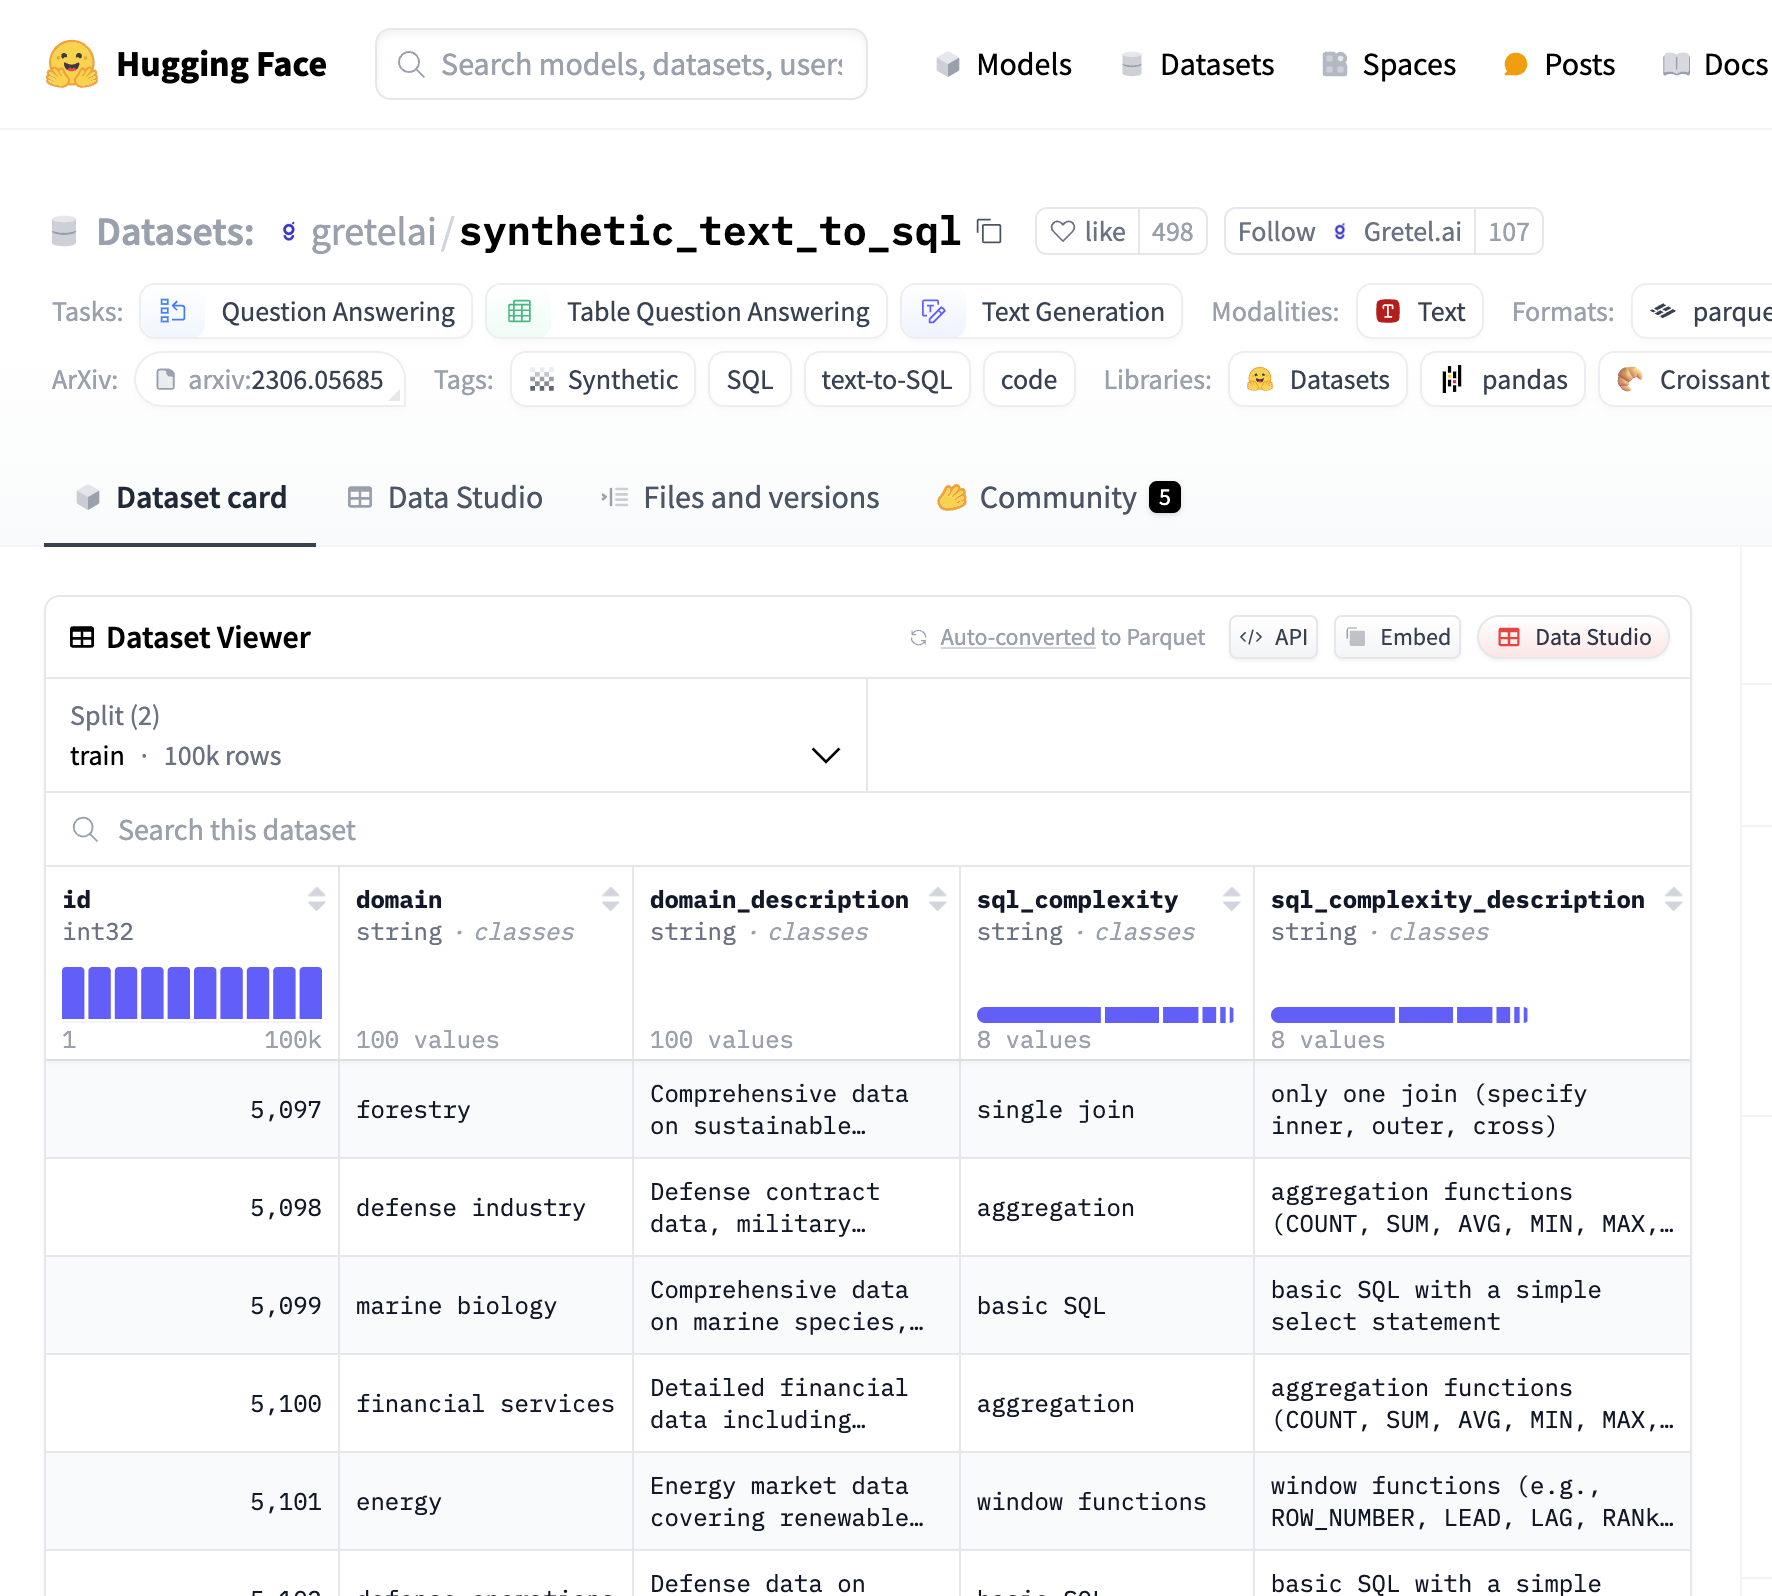 Hugging Face
Search models, datasets, users
Models
Datasets
Spaces
Posts
Docs
Datasets: gretelai/synthetic_text_to_sql
like 498
Follow Gretel.ai 107
Tasks: Question Answering Table Question Answering Text Generation Modalities: Text Formats: parque
ArXiv: arxiv:2306.05685 Tags: Synthetic SQL text-to-SQL code Libraries: Datasets pandas Croissant
Dataset card Data Studio Files and versions Community 5
Dataset Viewer
Auto-converted to Parquet API Embed Data Studio
Split (2)
train · 100k rows
Search this dataset
id domain domain_description sql_complexity sql_complexity_description
int32 string · classes string · classes string · classes string · classes
1 100k 100 values 100 values 8 values 8 values
5,097 forestry Comprehensive data on sustainable… single join only one join (specify inner, outer, cross)
5,098 defense industry Defense contract data, military… aggregation aggregation functions (COUNT, SUM, AVG, MIN, MAX,…
5,099 marine biology Comprehensive data on marine species,… basic SQL basic SQL with a simple select statement
5,100 financial services Detailed financial data including… aggregation aggregation functions (COUNT, SUM, AVG, MIN, MAX,…
5,101 energy Energy market data covering renewable… window functions window functions (e.g., ROW_NUMBER, LEAD, LAG, RANk…
Defense data on basic SQL with a simple